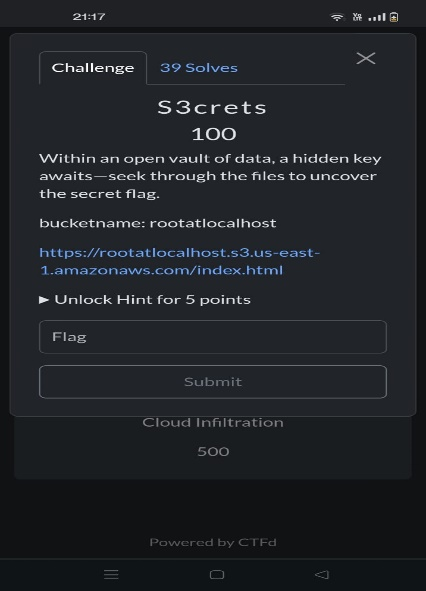 21:17
Vo LTE
Challenge
39 Solves
S3crets
100
Within an open vault of data, a hidden key
awaits—seek through the files to uncover
the secret flag.
bucketname: rootatlocalhost
https://rootatlocalhost.s3.us-east-
1.amazonaws.com/index.html
▶ Unlock Hint for 5 points
Flag
Submit
Cloud Infiltration
500
Powered by CTFd